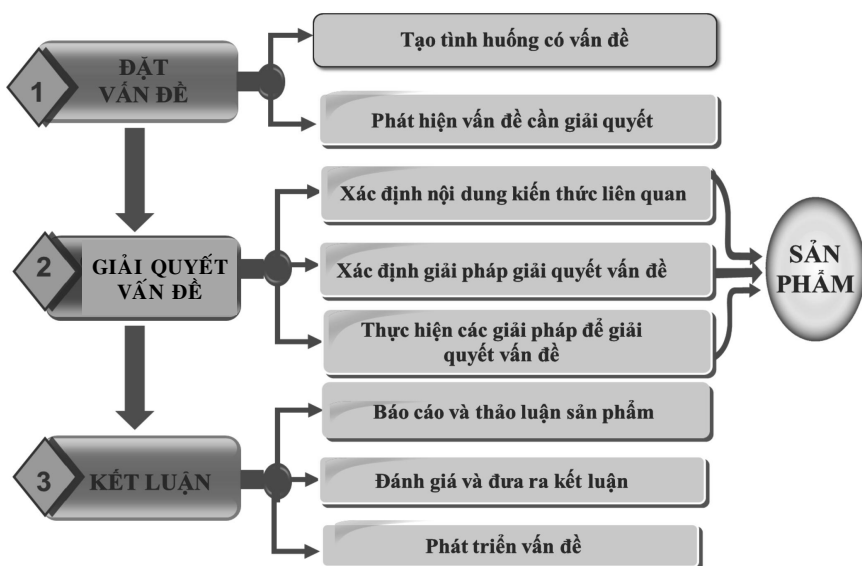 1
ĐẶT
VẤN ĐỀ
Tạo tình huống có vấn đề
Phát hiện vấn đề cần giải quyết
2
GIẢI QUYẾT
VẤN ĐỀ
Xác định nội dung kiến thức liên quan
Xác định giải pháp giải quyết vấn đề
Thực hiện các giải pháp để giải
quyết vấn đề
SẢN
PHẨM
3
KẾT LUẬN
Báo cáo và thảo luận sản phẩm
Đánh giá và đưa ra kết luận
Phát triển vấn đề